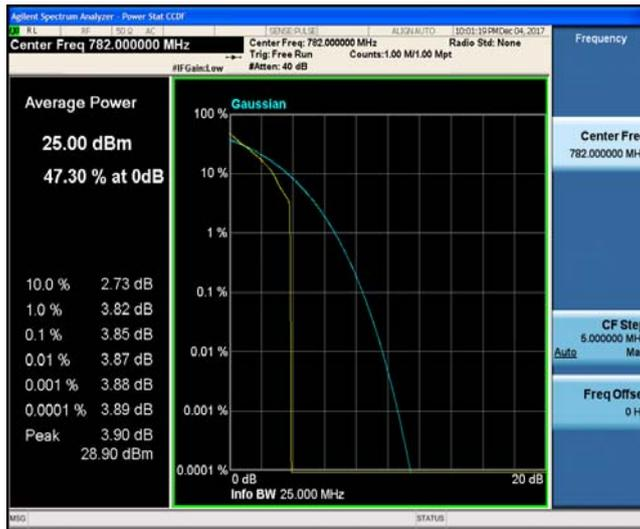 Agilent Spectrum Analyzer - Power Stat CCDF
RL RF 50 Ω AC SENSE:PULSE ALIGN AUTO 10:01:19 PM Dec 04, 2017
Center Freq 782.000000 MHz
Center Freq: 782.000000 MHz Radio Std: None
Trig: Free Run Counts:1.00 M/1.00 Mpt
#IFGain:Low #Atten: 40 dB
Frequency
Average Power
25.00 dBm
47.30 % at 0dB
10.0 % 2.73 dB
1.0 % 3.82 dB
0.1 % 3.85 dB
0.01 % 3.87 dB
0.001 % 3.88 dB
0.0001 % 3.89 dB
Peak 3.90 dB
28.90 dBm
Gaussian
100 %
10 %
1 %
0.1 %
0.01 %
0.001 %
0.0001 %
0 dB 20 dB
Info BW 25.000 MHz
Center Fre
782.000000 MH
CF Ste
5.000000 MH
Auto Ma
Freq Offse
0 H
MSG STATUS